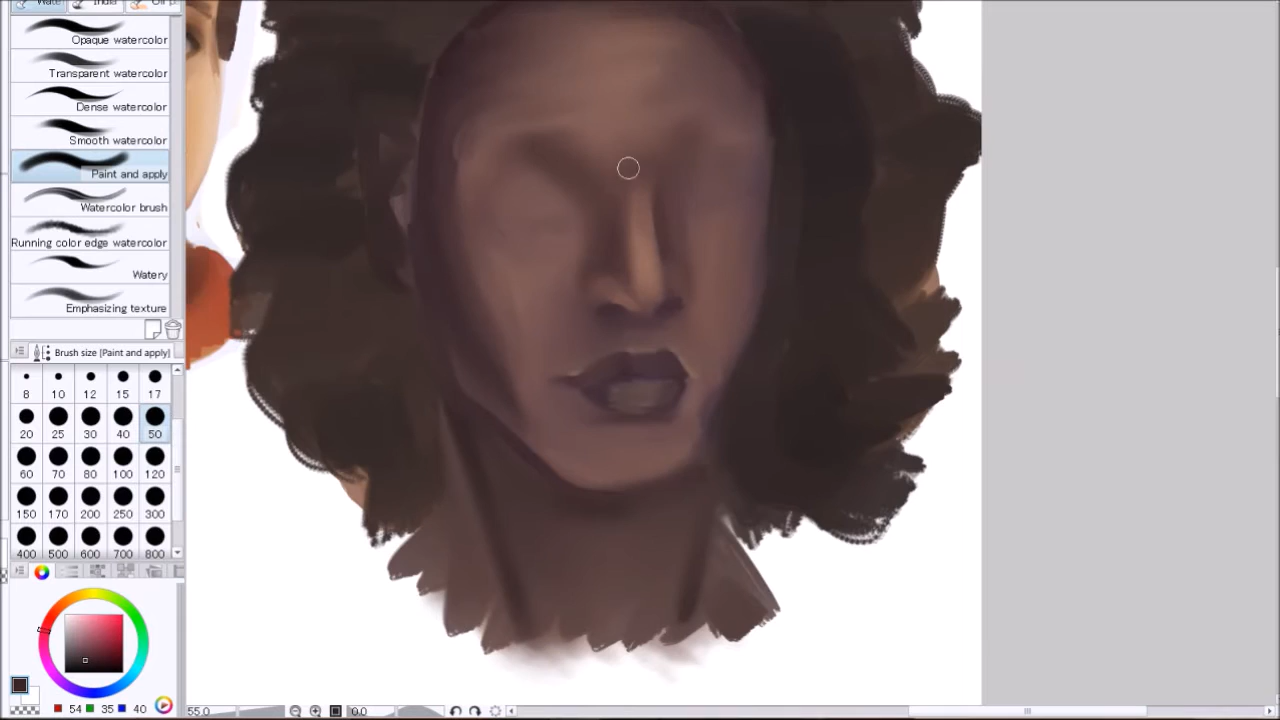 Opaque watercolor
Transparent watercolor
Dense watercolor
Smooth watercolor
Paint and apply
Watercolor brush
Running color edge watercolor
Watery
Emphasizing texture
Brush size [Paint and apply]
8 10 12 15 17
20 25 30 40 50
60 70 80 100 120
150 170 200 250 300
400 500 600 700 800
54 35 40 55.0 0.0